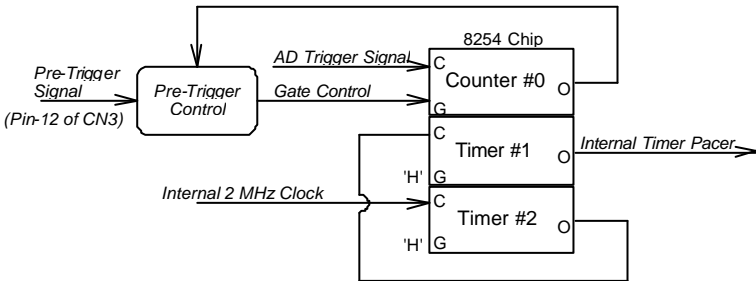 8254 Chip
AD Trigger Signal
C
Counter #0
O
Pre-Trigger
Signal
(Pin-12 of CN3)
Pre-Trigger
Control
Gate Control
G
C
Timer #1
O
Internal Timer Pacer
'H'
G
Internal 2 MHz Clock
C
Timer #2
O
'H'
G